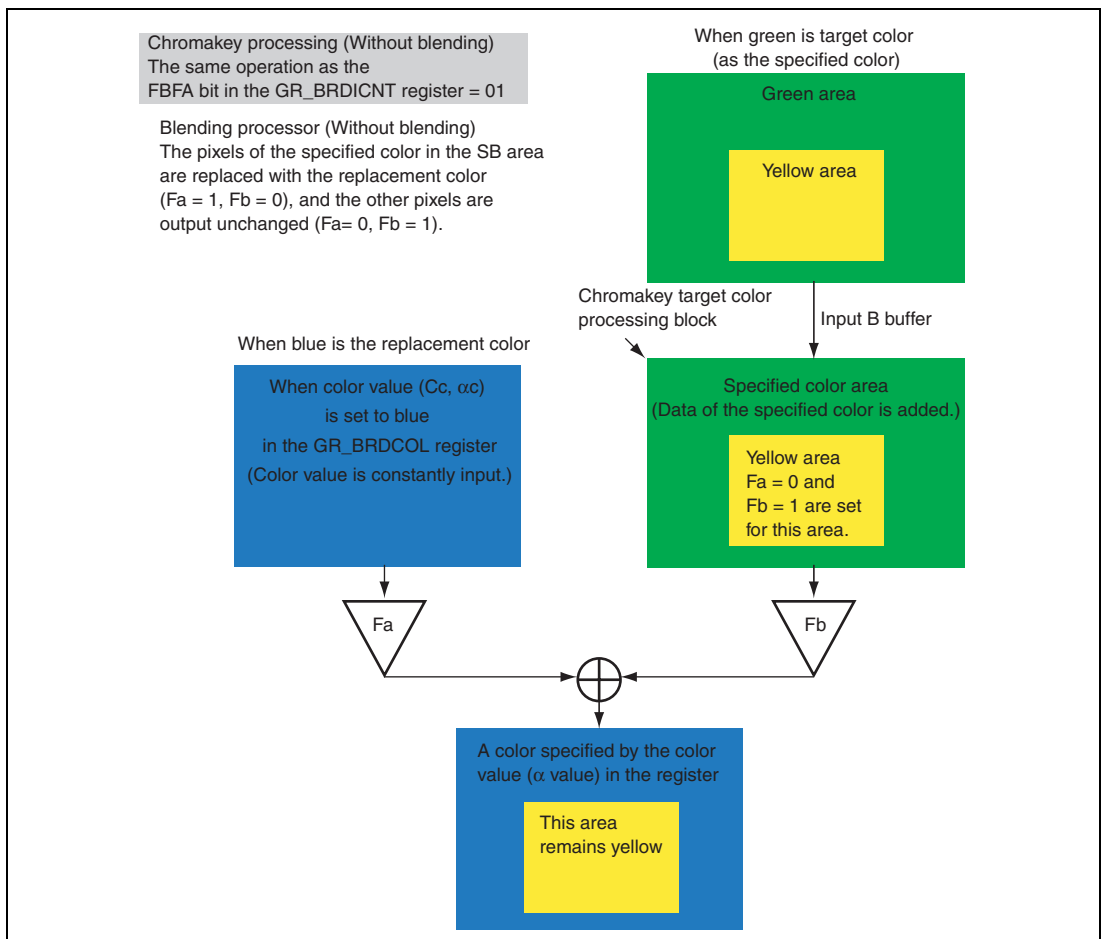 Chromakey processing (Without blending)
The same operation as the
FBFA bit in the GR_BRDICNT register = 01
Blending processor (Without blending)
The pixels of the specified color in the SB area
are replaced with the replacement color
(Fa = 1, Fb = 0), and the other pixels are
output unchanged (Fa= 0, Fb = 1).
When green is target color
(as the specified color)
Green area
Yellow area
Chromakey target color
processing block
Input B buffer
When blue is the replacement color
When color value (Cc, αc)
is set to blue
in the GR_BRDCOL register
(Color value is constantly input.)
Specified color area
(Data of the specified color is added.)
Yellow area
Fa = 0 and
Fb = 1 are set
for this area.
Fa
Fb
A color specified by the color
value (α value) in the register
This area
remains yellow